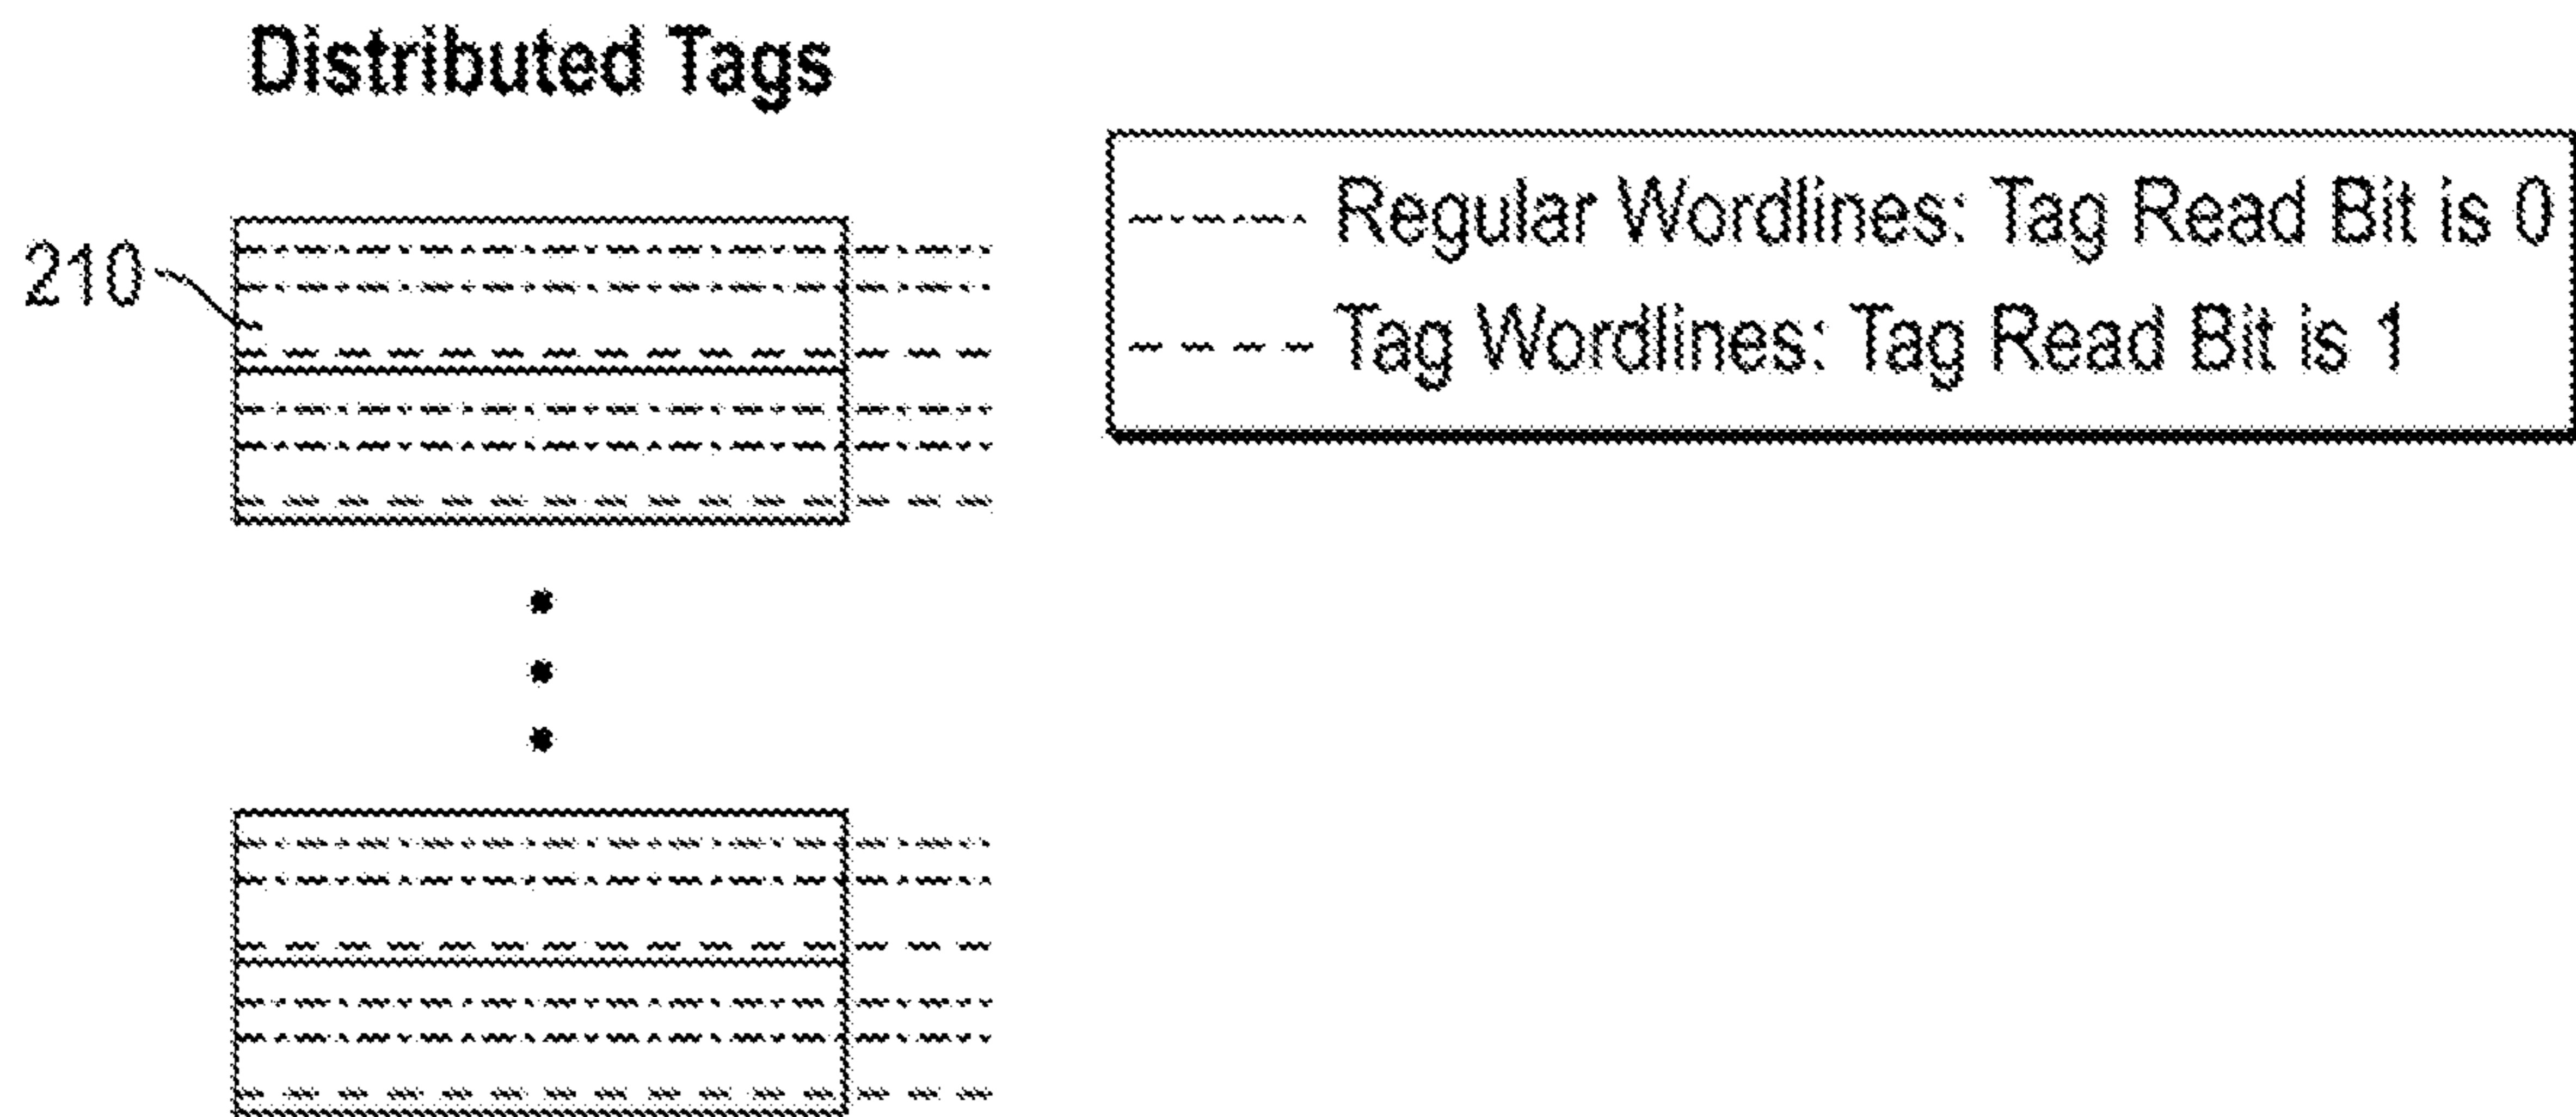 Distributed Tags
Regular Wordlines: Tag Read Bit is 0
210
Tag Wordlines: Tag Read Bit is 1